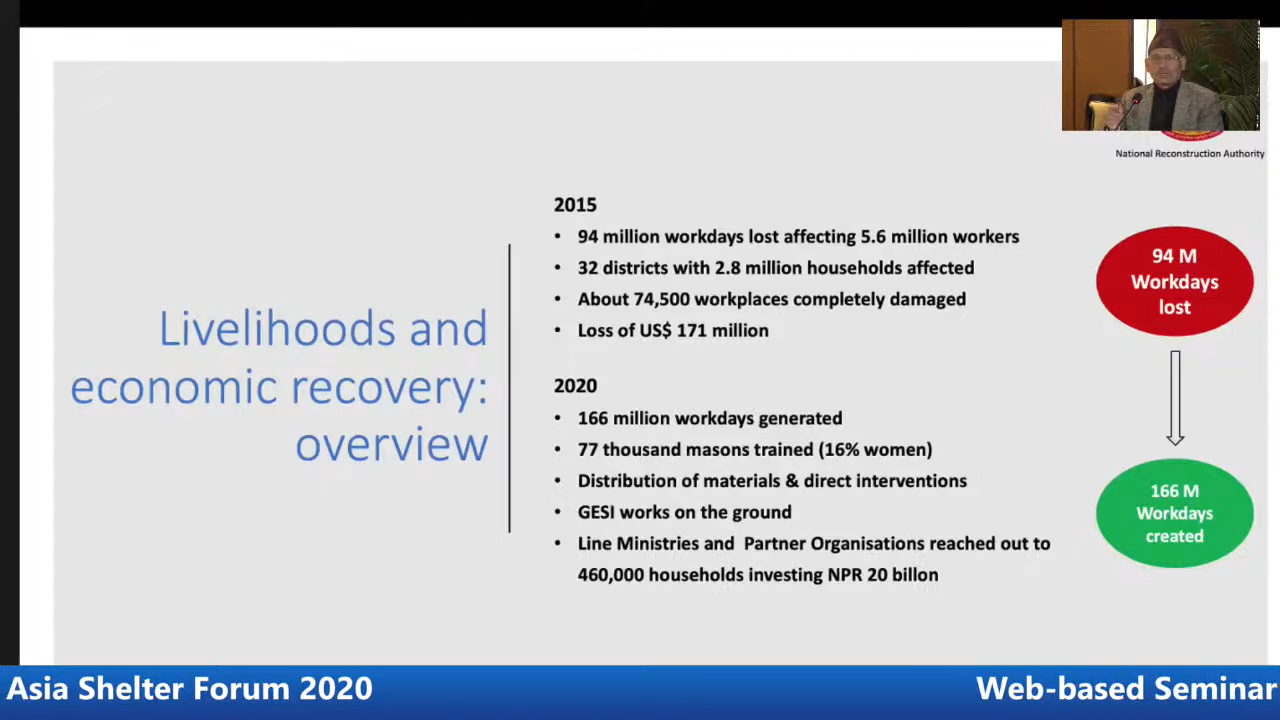 National Reconstruction Authority
Livelihoods and
economic recovery:
overview
2015
• 94 million workdays lost affecting 5.6 million workers
• 32 districts with 2.8 million households affected
• About 74,500 workplaces completely damaged
• Loss of US$ 171 million
2020
• 166 million workdays generated
• 77 thousand masons trained (16% women)
• Distribution of materials & direct interventions
• GESI works on the ground
• Line Ministries and Partner Organisations reached out to
460,000 households investing NPR 20 billon
94 M
Workdays
lost
166 M
Workdays
created
Asia Shelter Forum 2020
Web-based Seminar